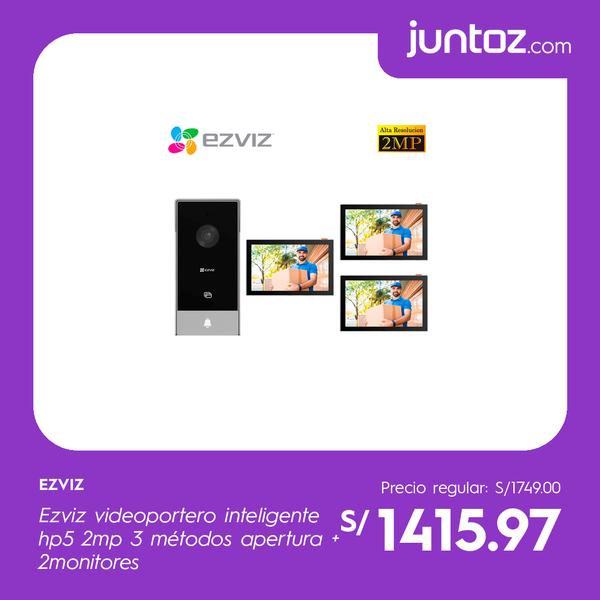 juntoz.com
ezviz
Alta Resolucion
2MP
ezviz
EZVIZ
Precio regular: S/1749.00
Ezviz videoportero inteligente
hp5 2mp 3 métodos apertura +
2monitores
S/1415.97